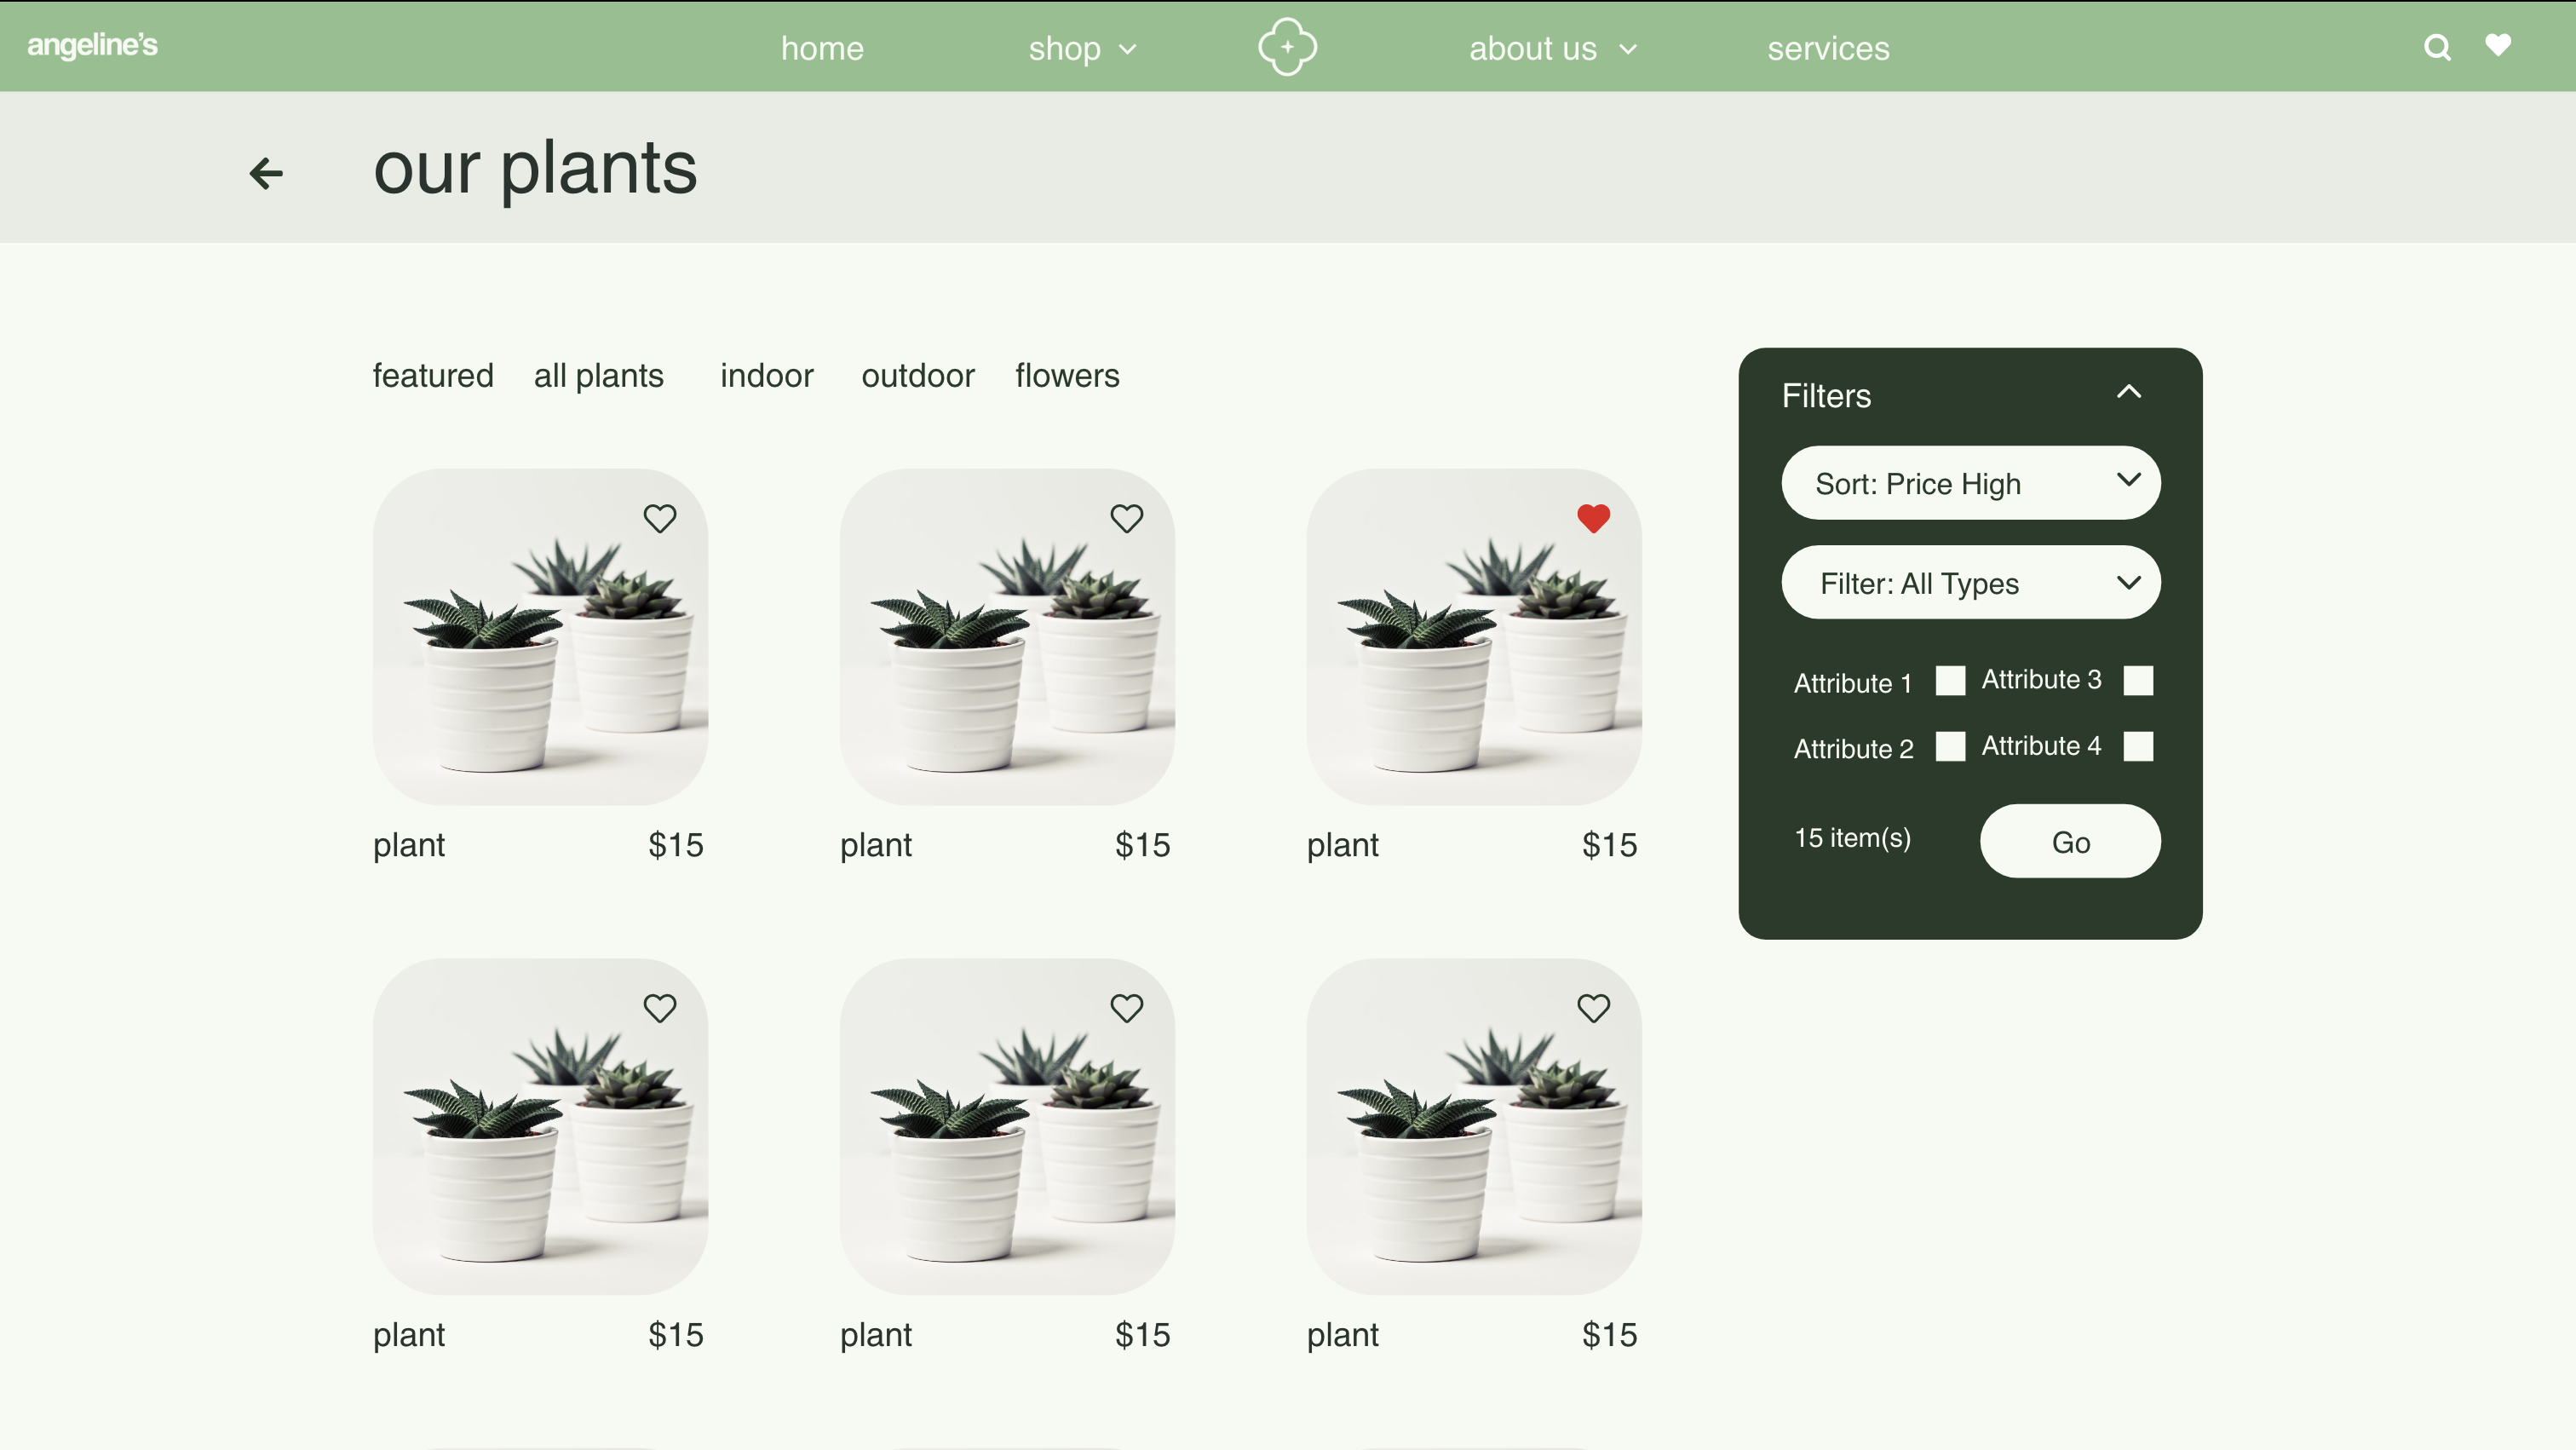 angeline’s
home
shop
about us
services
our plants
featured
all plants
indoor
outdoor
flowers
Filters
Sort: Price High
Filter: All Types
Attribute 1
Attribute 3
Attribute 2
Attribute 4
15 item(s)
Go
plant $15
plant $15
plant $15
plant $15
plant $15
plant $15